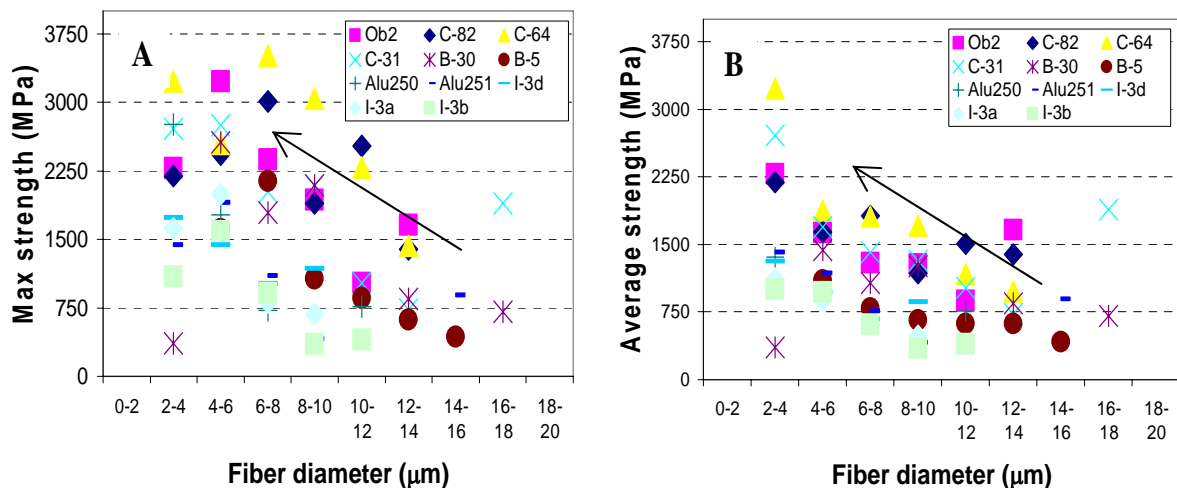 A
Max strength (MPa)
3750
3000
2250
1500
750
0
Ob2 C-82 C-64
C-31 B-30 B-5
Alu250 Alu251 I-3d
I-3a I-3b
0-2 2-4 4-6 6-8 8-10 10-12 12-14 14-16 16-18 18-20
Fiber diameter (μm)
B
Average strength (MPa)
3750
3000
2250
1500
750
0
Ob2 C-82 C-64
C-31 B-30 B-5
Alu250 Alu251 I-3d
I-3a I-3b
0-2 2-4 4-6 6-8 8-10 10-12 12-14 14-16 16-18 18-20
Fiber diameter (μm)